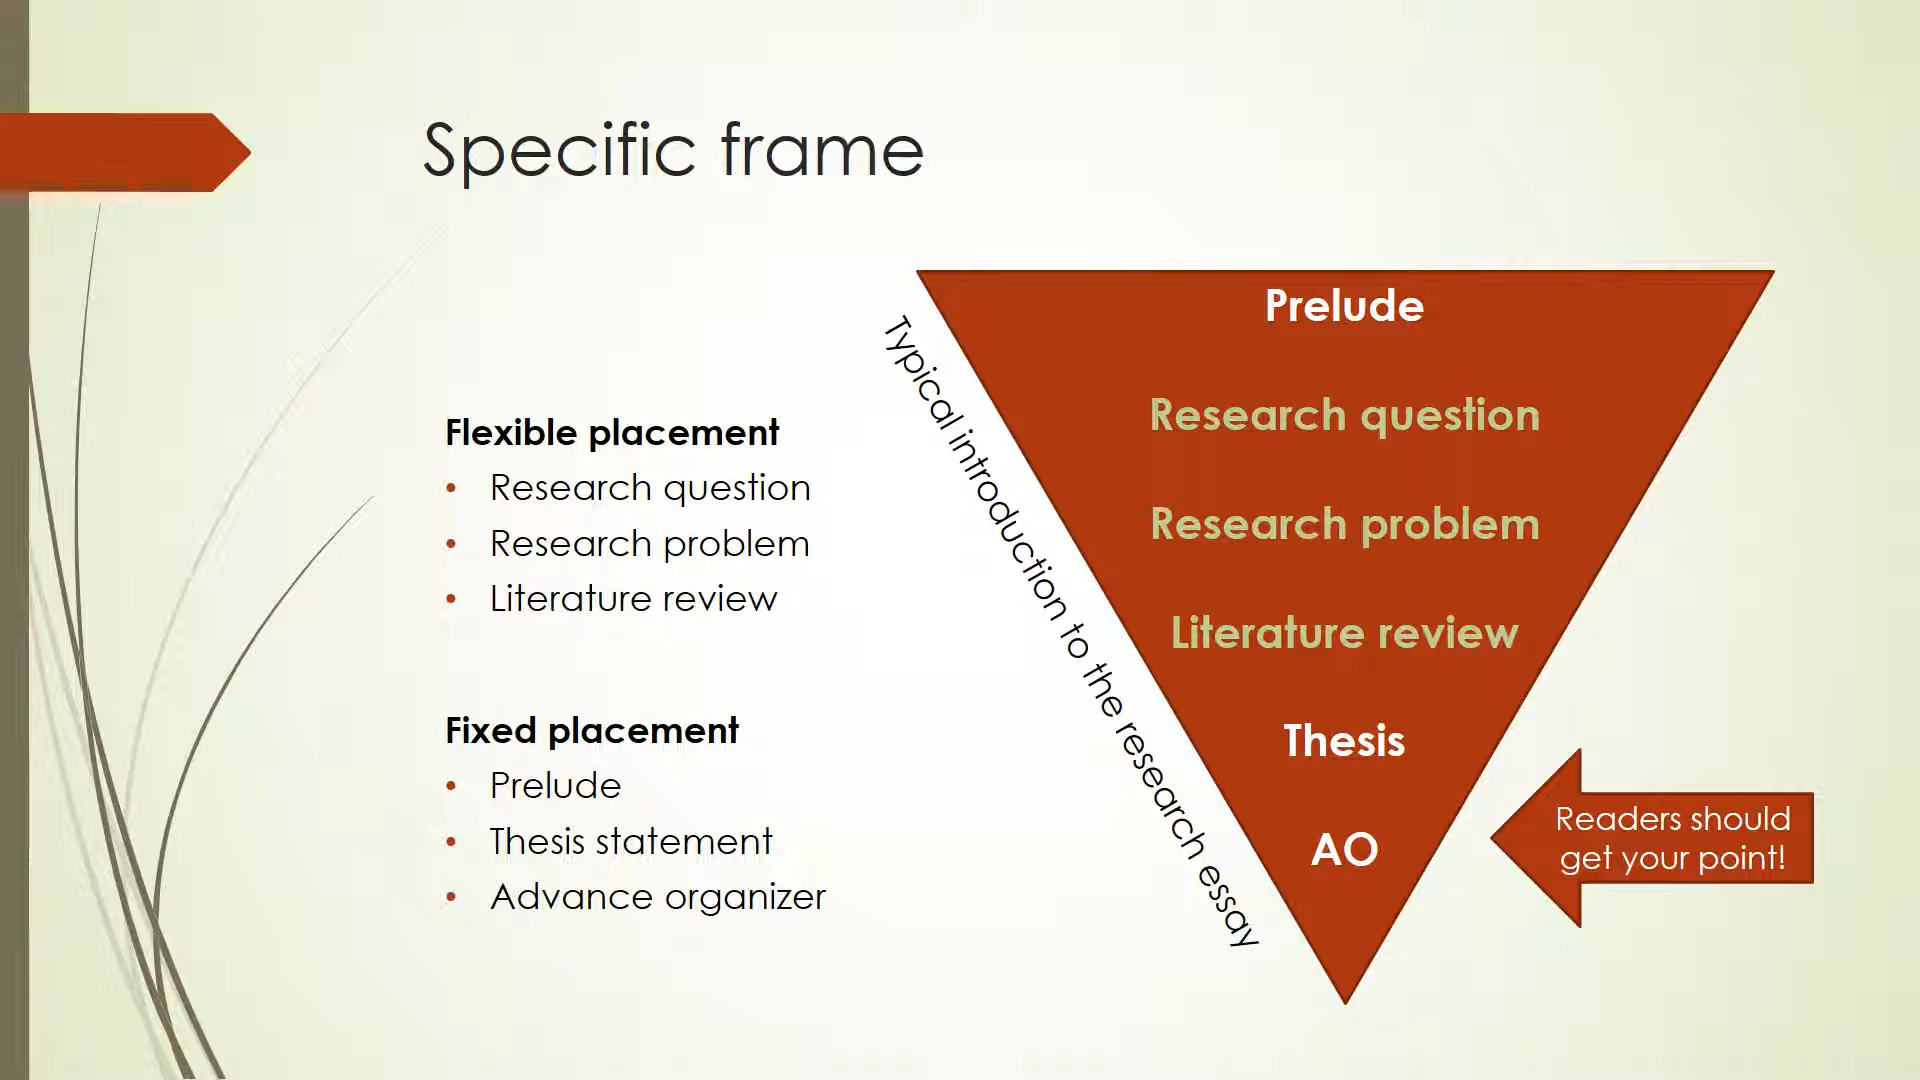 Specific frame
Flexible placement
• Research question
• Research problem
• Literature review
Fixed placement
• Prelude
• Thesis statement
• Advance organizer
Typical introduction to the research essay
Prelude
Research question
Research problem
Literature review
Thesis
AO
Readers should
get your point!